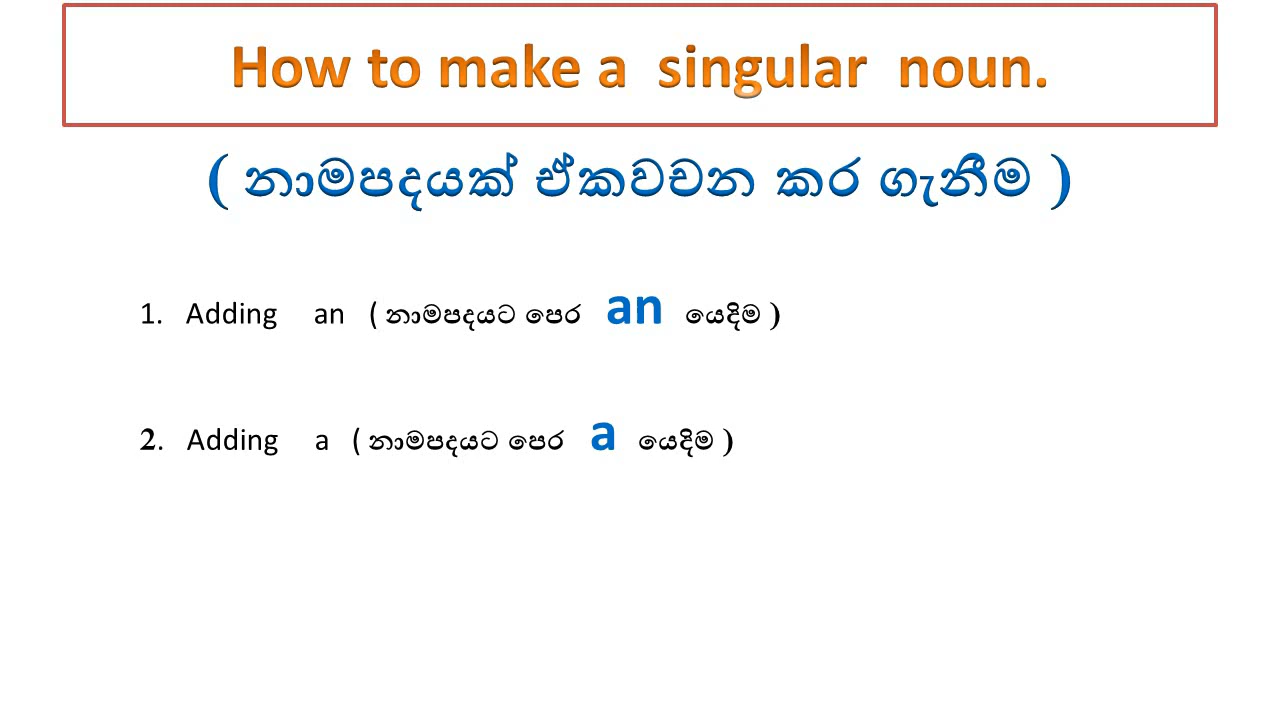 How to make a singular noun.
( නාමපදයක් ඒකවචන කර ගැනීම )
1. Adding an ( නාමපදයට පෙර an යෙදිම )
2. Adding a ( නාමපදයට පෙර a යෙදිම )